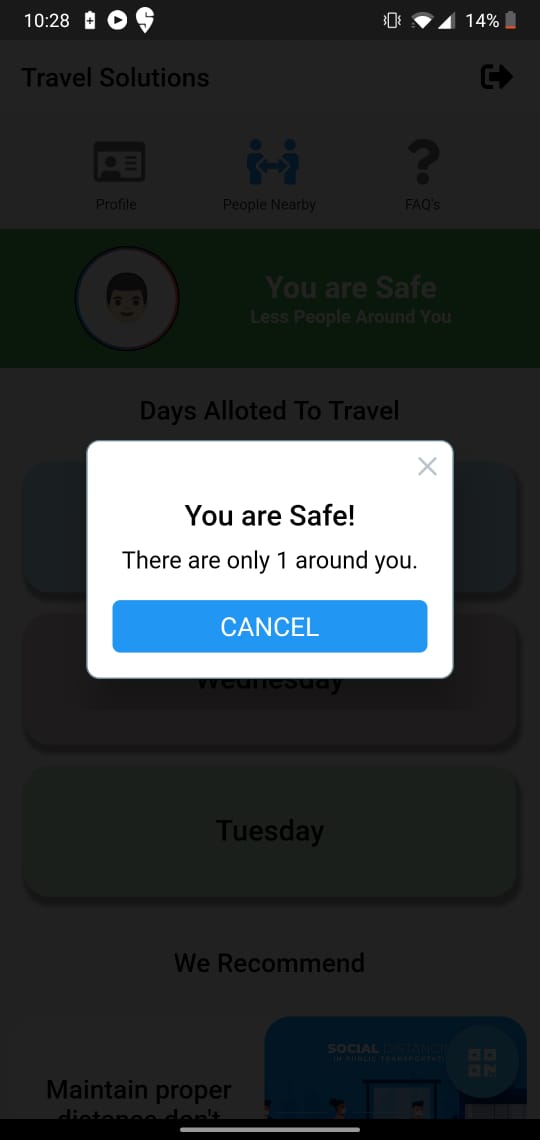 10:28
14%
Travel Solutions
Profile
People Nearby
FAQ's
You are Safe
Less People Around You
Days Alloted To Travel
You are Safe!
There are only 1 around you.
CANCEL
Wednesday
Tuesday
We Recommend
SOCIAL DISTANCING
IN PUBLIC TRANSPORTATI
Maintain proper
distance don't